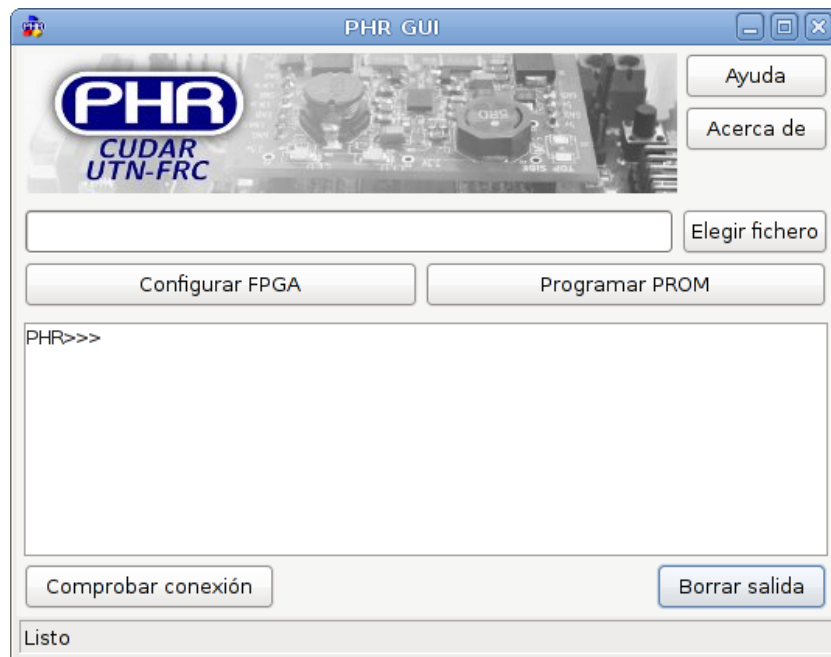 PHR GUI
PHR
CUDAR
UTN-FRC
Ayuda
Acerca de
Elegir fichero
Configurar FPGA
Programar PROM
PHR>>>
Comprobar conexión
Borrar salida
Listo